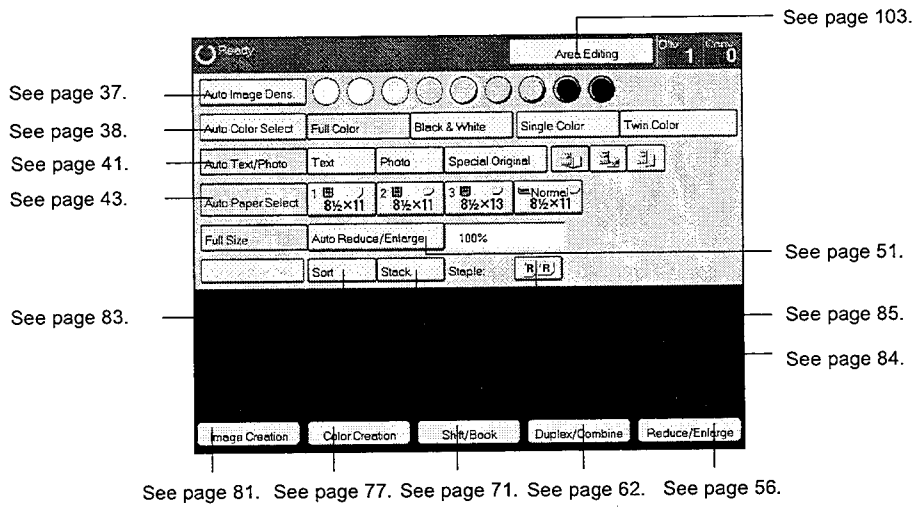 See page 103.
Ready Area Editing Qty. 1 Copy 0
See page 37. Auto Image Dens.
See page 38. Auto Color Select Full Color Black & White Single Color Twin Color
See page 41. Auto Text/Photo Text Photo Special Original
See page 43. Auto Paper Select 1 8½×11 2 8½×11 3 8½×13 Normal 8½×11
Full Size Auto Reduce/Enlarge 100%
See page 51.
Sort Stack Staple: R R
See page 83.
See page 85.
See page 84.
Image Creation Color Creation Shift/Book Duplex/Combine Reduce/Enlarge
See page 81. See page 77. See page 71. See page 62. See page 56.